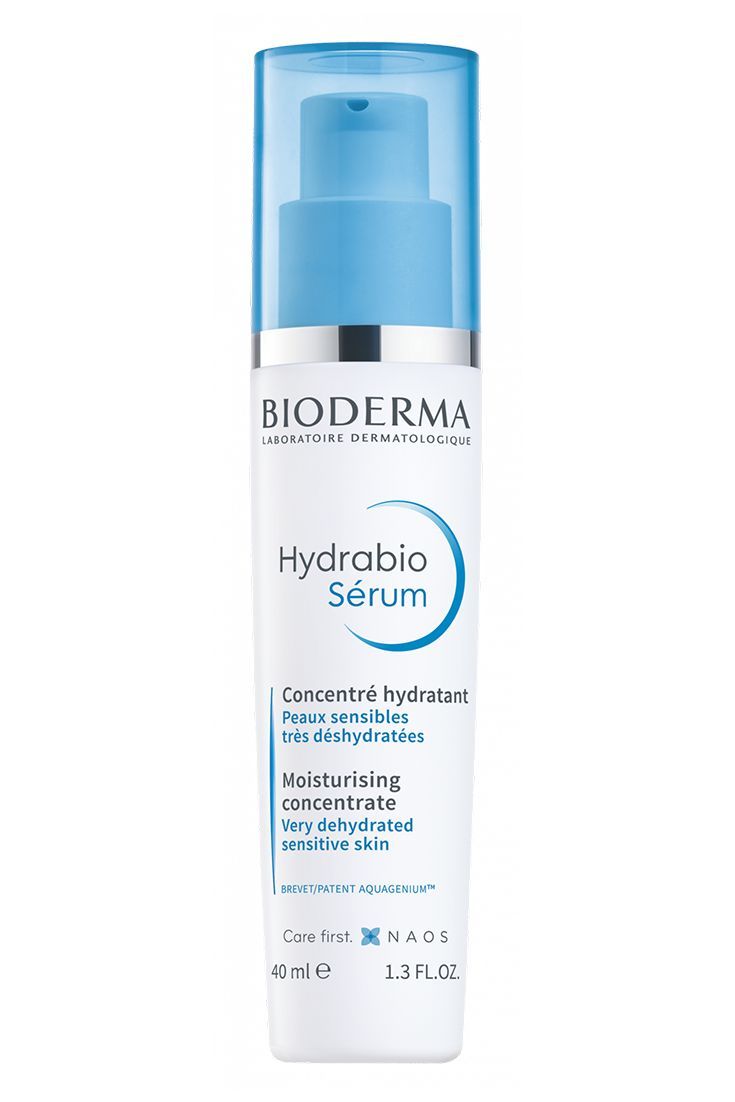 BIODERMA
LABORATOIRE DERMATOLOGIQUE
Hydrabio
Sérum
Concentré hydratant
Peaux sensibles
très déshydratées
Moisturising
concentrate
Very dehydrated
sensitive skin
BREVET/PATENT AQUAGENIUM™
Care first. NAOS
40 ml ℮ 1.3 FL.OZ.